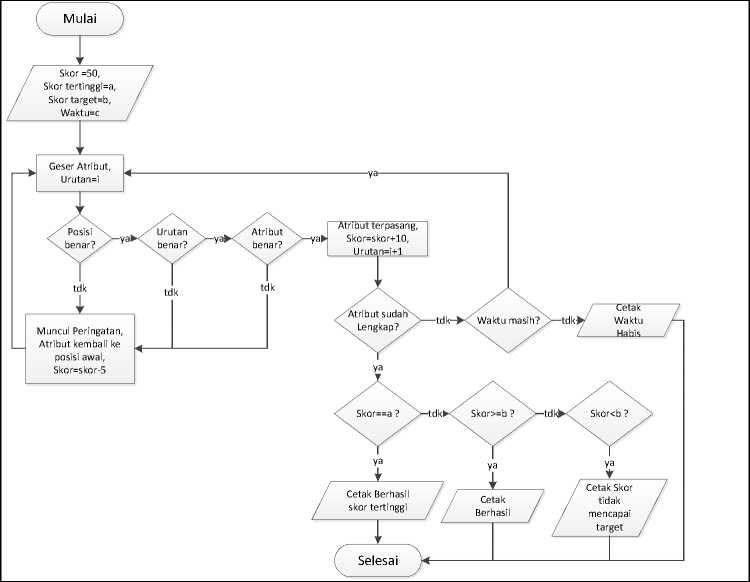 Mulai
Skor =50,
Skor tertinggi=a,
Skor target=b,
Waktu=c
Geser Atribut,
Urutan=i
ya
Posisi
benar?
ya
Urutan
benar?
ya
Atribut
benar?
ya
Atribut terpasang,
Skor=skor+10,
Urutan=i+1
tdk
tdk
tdk
Muncul Peringatan,
Atribut kembali ke
posisi awal,
Skor=skor-5
Atribut sudah
Lengkap?
tdk
Waktu masih?
tdk
Cetak
Waktu
Habis
ya
Skor==a ?
tdk
Skor>=b ?
tdk
Skor<b ?
ya
ya
ya
Cetak Berhasil
skor tertinggi
Cetak
Berhasil
Cetak Skor
tidak
mencapai
target
Selesai